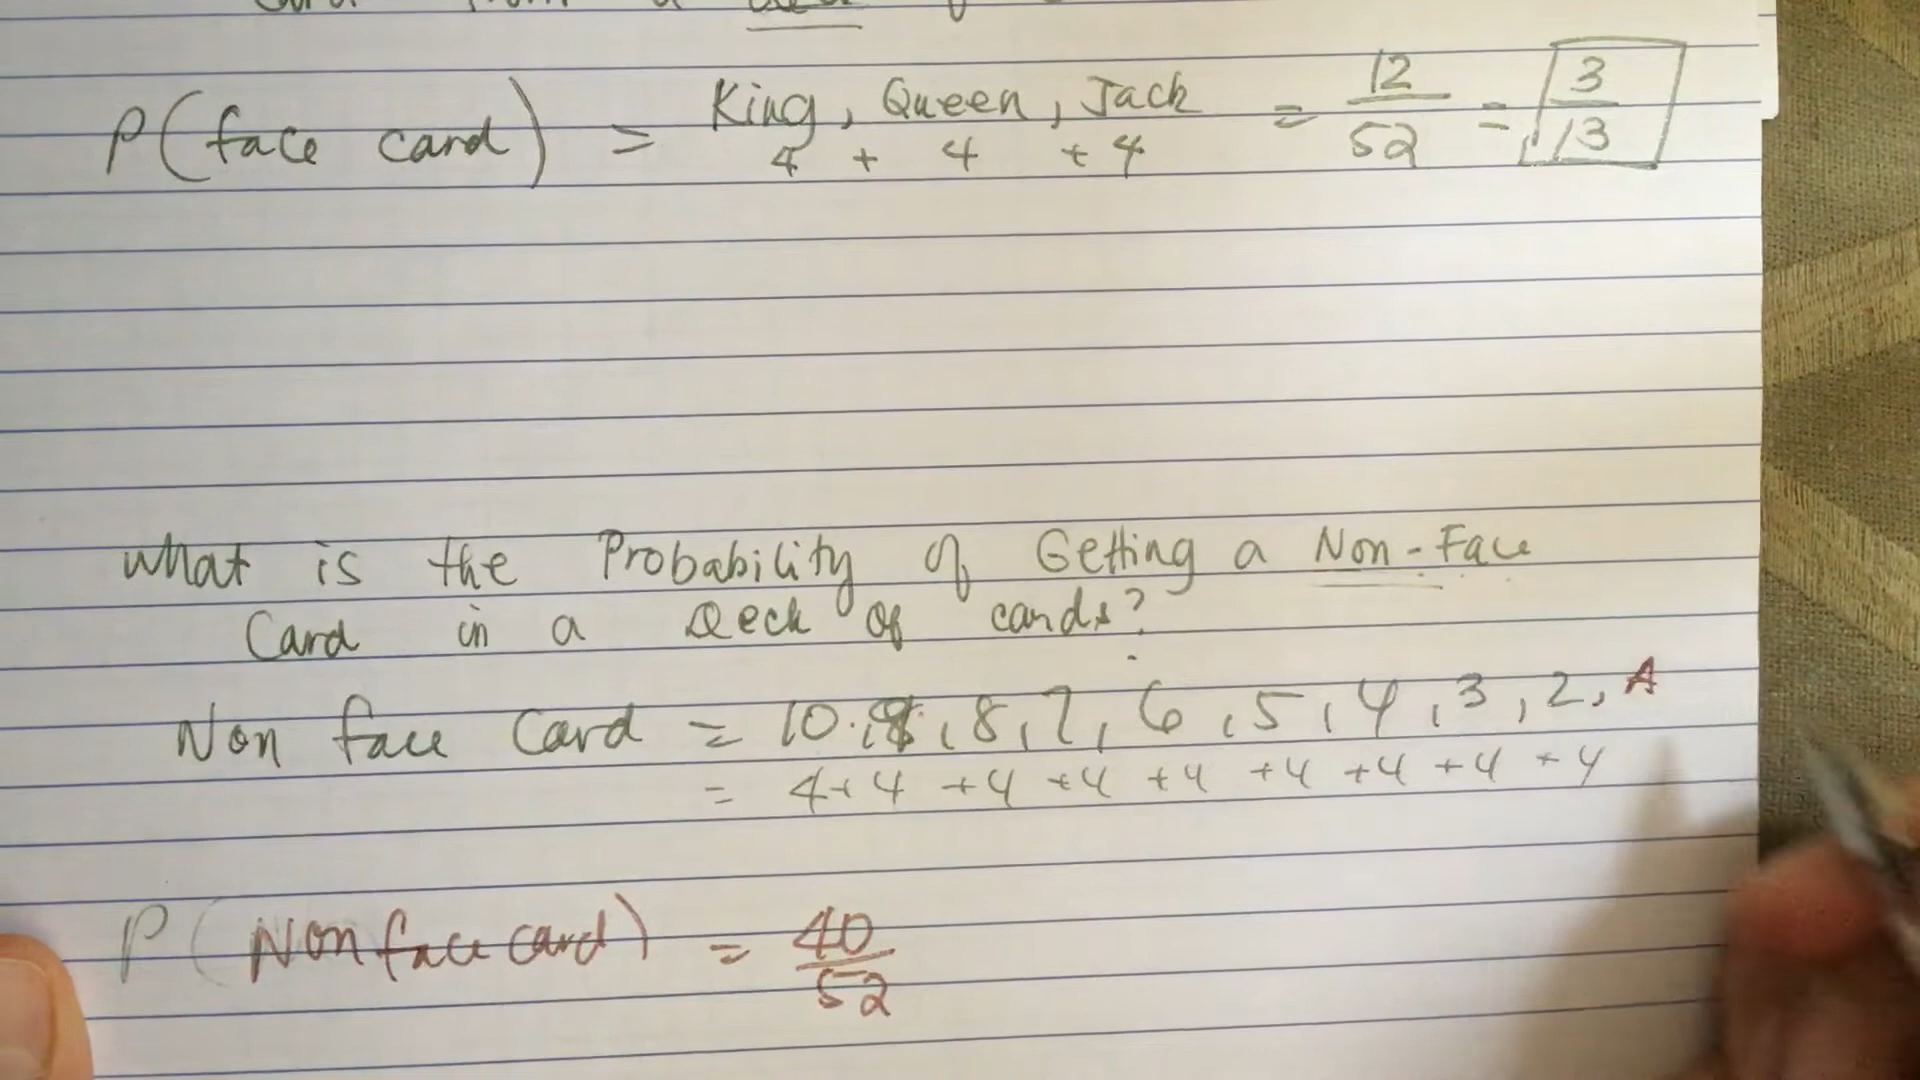 P(face card) = King, Queen, Jack = 12/52 = 3/13
4 + 4 + 4
What is the Probability of Getting a Non-Face
Card in a Deck of cards?
Non face Card = 10, 9, 8, 7, 6, 5, 4, 3, 2, A
= 4+4 +4 +4 +4 +4 +4 +4 +4
P(Non face card) = 40/52